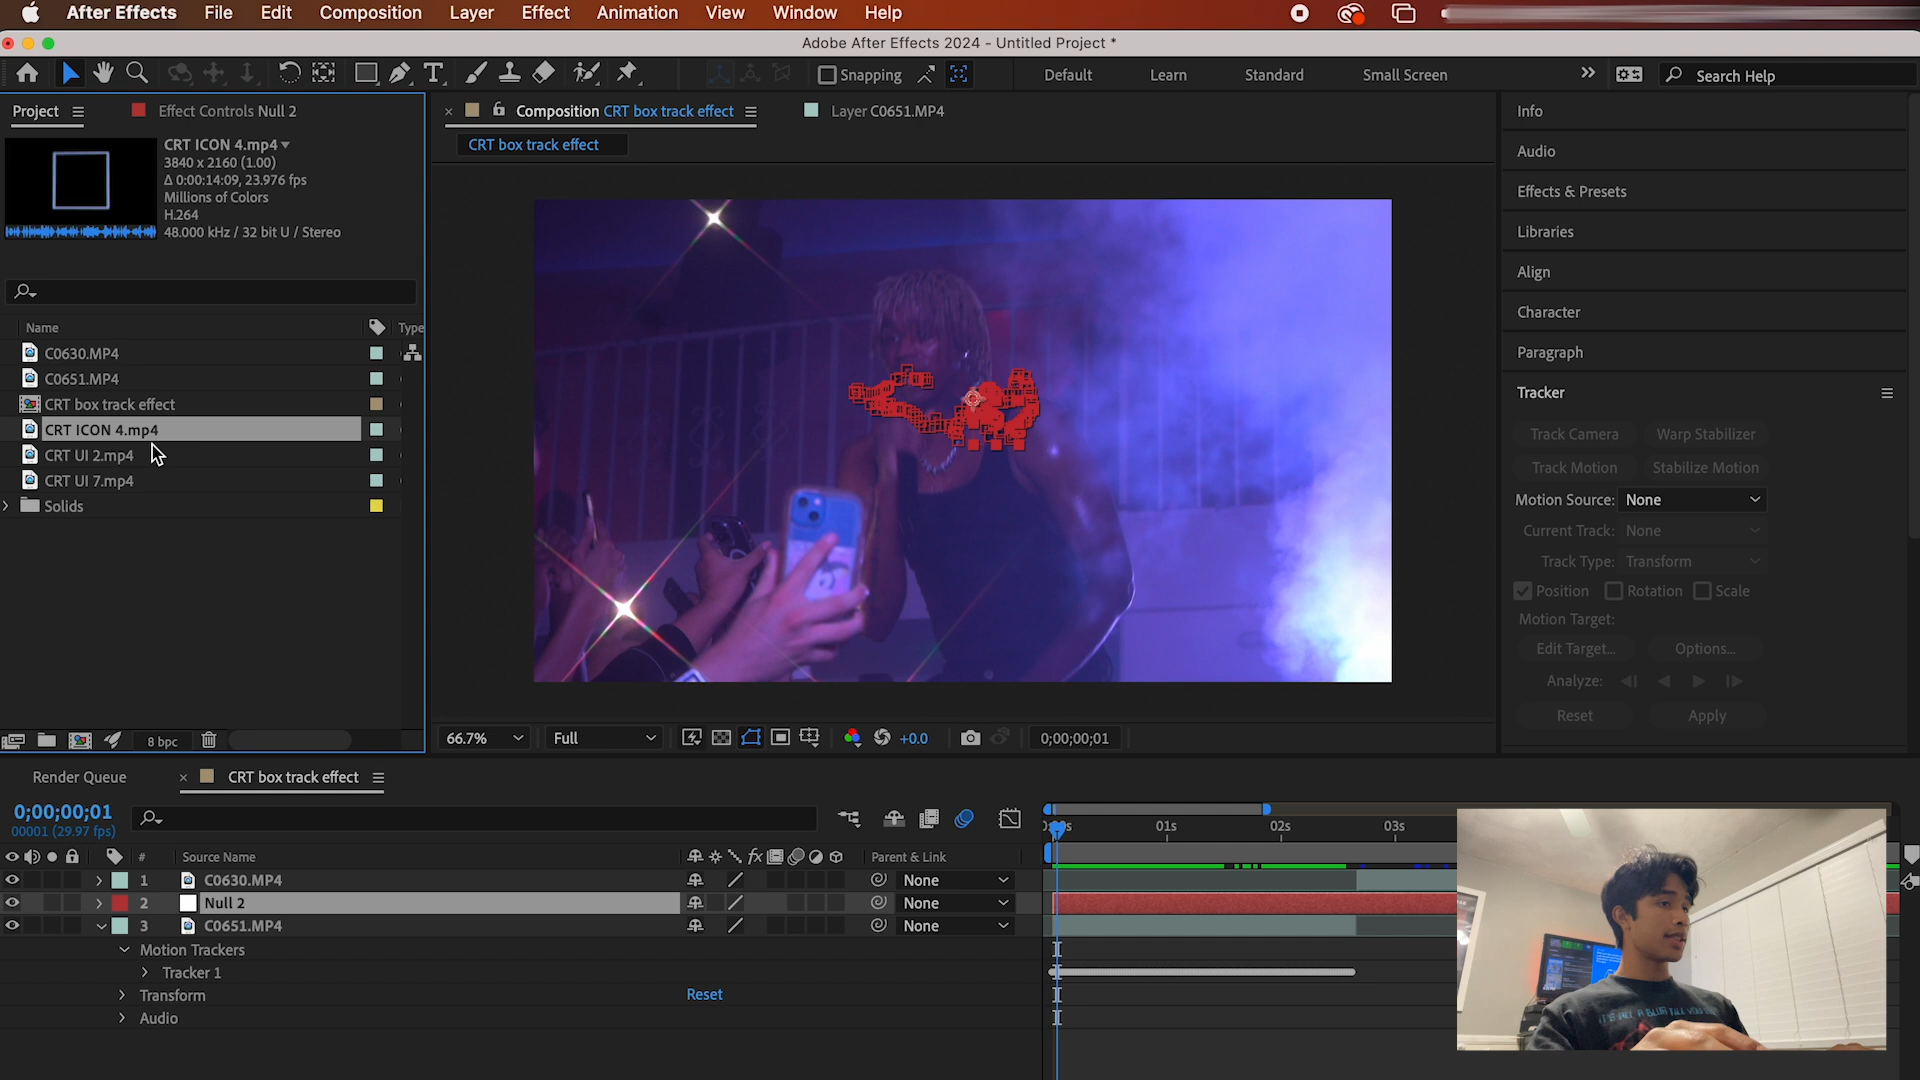 After Effects File Edit Composition Layer Effect Animation View Window Help
Adobe After Effects 2024 - Untitled Project *
Snapping Default Learn Standard Small Screen Search Help
Project Effect Controls Null 2 Composition CRT box track effect Layer C0651.MP4 Info
CRT ICON 4.mp4
3840 x 2160 (1.00)
Δ 0:00:14:09, 23.976 fps
Millions of Colors
H.264
48.000 kHz / 32 bit U / Stereo
CRT box track effect
Audio
Effects & Presets
Libraries
Align
Character
Paragraph
Name Type
C0630.MP4
C0651.MP4
CRT box track effect
CRT ICON 4.mp4
CRT UI 2.mp4
CRT UI 7.mp4
Solids
Tracker
Track Camera Warp Stabilizer
Track Motion Stabilize Motion
Motion Source: None
Current Track: None
Track Type: Transform
Position Rotation Scale
Motion Target:
Edit Target... Options...
Analyze:
Reset Apply
8 bpc 66.7% Full +0.0 0;00;00;01
Render Queue CRT box track effect
0;00;00;01
00001 (29.97 fps)
01s 02s 03s
# Source Name fx Parent & Link
1 C0630.MP4 None
2 Null 2 None
3 C0651.MP4 None
Motion Trackers
Tracker 1
Transform Reset
Audio